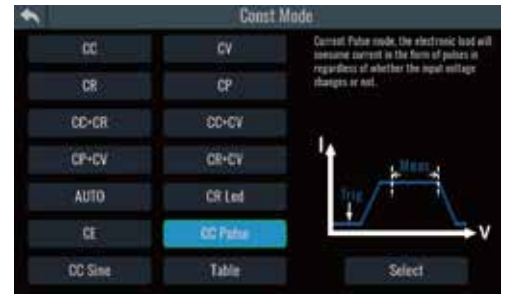 Const Mode
CC
CV
CR
CP
CC+CR
CC+CV
CP+CV
CR+CV
AUTO
CR Led
CE
CC Pulse
CC Sine
Table
Current Pulse mode, the electronic load will
consume current in the form of pulses in
regardless of whether the input voltage
changes or not.
I
Meas
Trig
V
Select